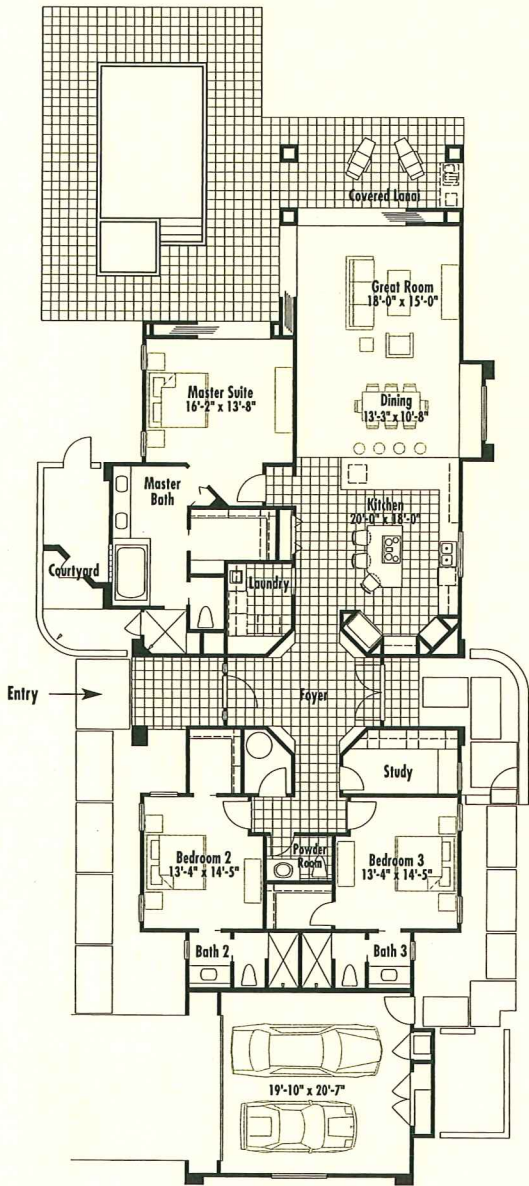 Covered Lanai
Great Room
18'-0" x 15'-0"
Master Suite
16'-2" x 13'-8"
Dining
13'-3" x 10'-8"
Master
Bath
Kitchen
20'-0" x 18'-0"
Courtyard
Laundry
Entry
Foyer
Study
Bedroom 2
13'-4" x 14'-5"
Powder
Room
Bedroom 3
13'-4" x 14'-5"
Bath 2
Bath 3
19'-10" x 20'-7"